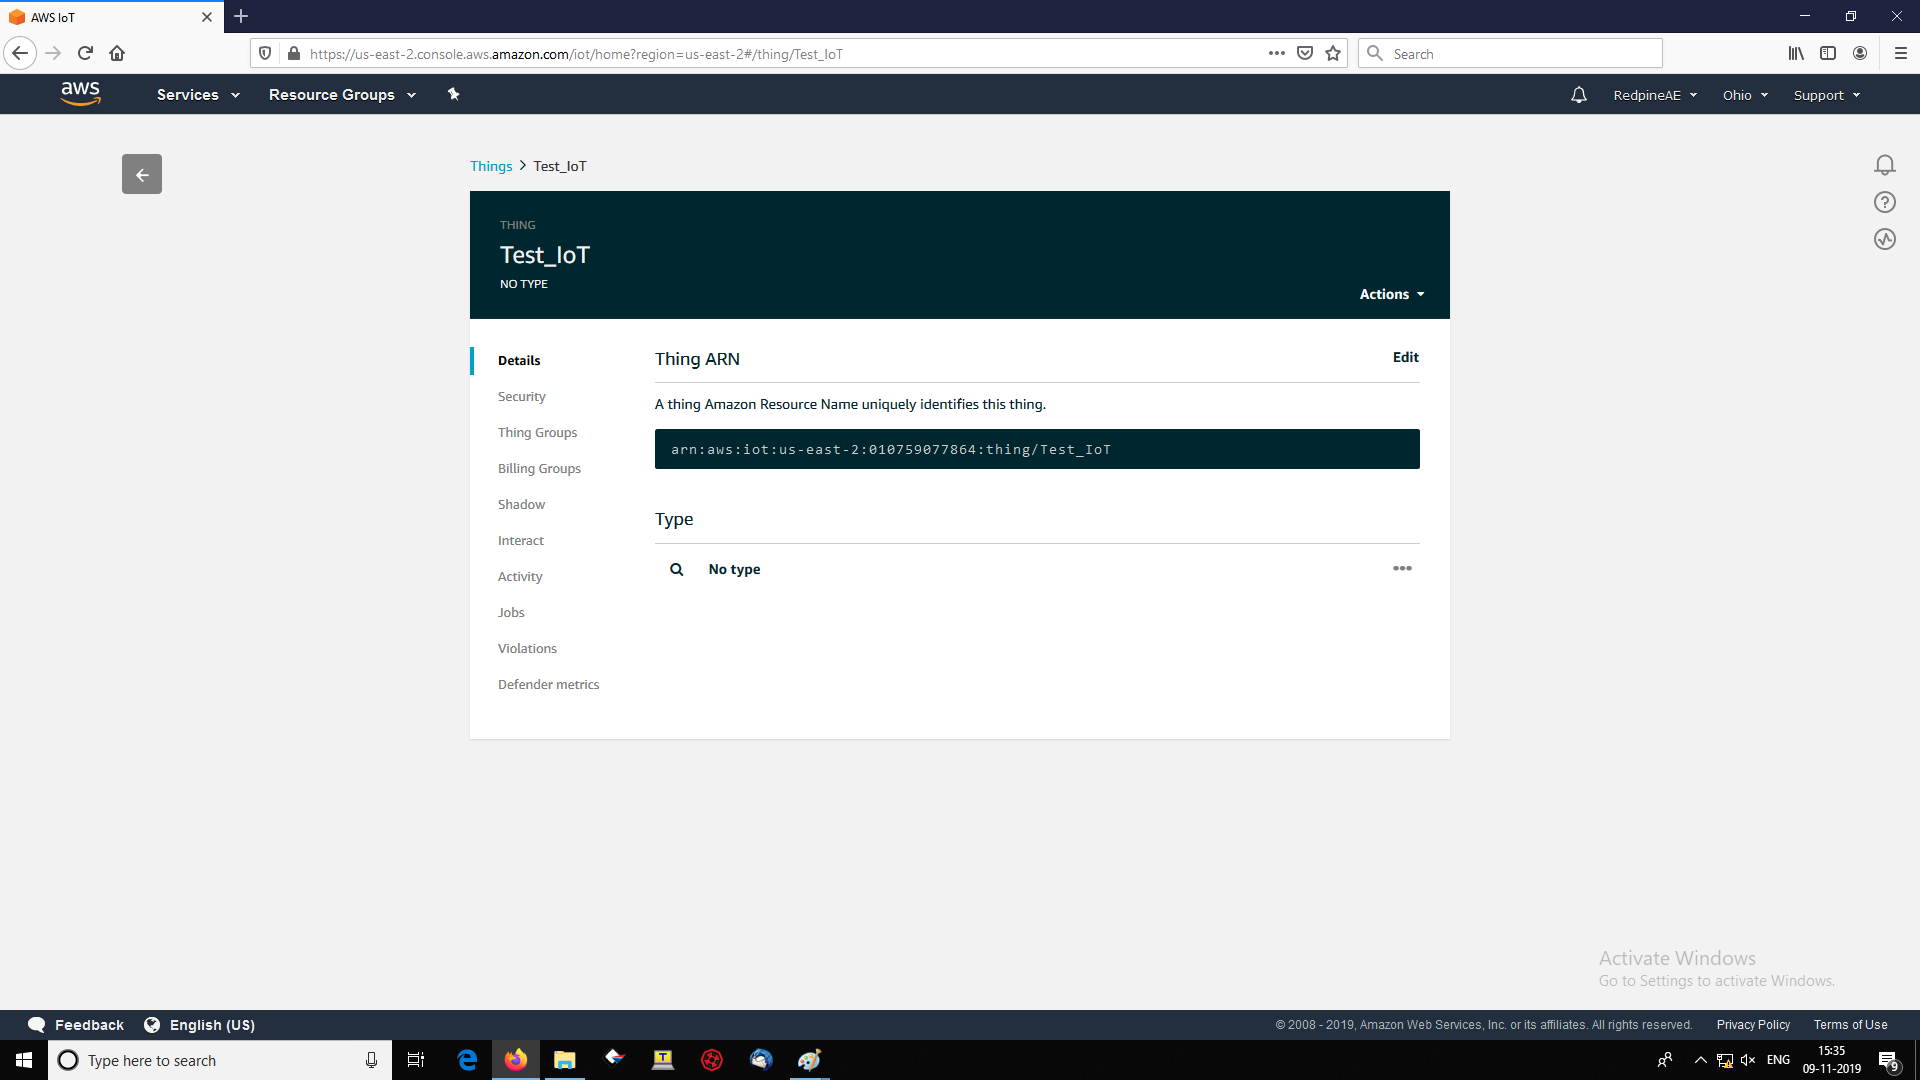 AWS IoT
https://us-east-2.console.aws.amazon.com/iot/home?region=us-east-2#/thing/Test_IoT
Search
aws
Services
Resource Groups
RedpineAE
Ohio
Support
Things > Test_IoT
THING
Test_IoT
NO TYPE
Actions
Details
Security
Thing Groups
Billing Groups
Shadow
Interact
Activity
Jobs
Violations
Defender metrics
Thing ARN
Edit
A thing Amazon Resource Name uniquely identifies this thing.
arn:aws:iot:us-east-2:010759077864:thing/Test_IoT
Type
No type
Activate Windows
Go to Settings to activate Windows.
Feedback
English (US)
© 2008 - 2019, Amazon Web Services, Inc. or its affiliates. All rights reserved.
Privacy Policy
Terms of Use
Type here to search
T
ENG
15:35
09-11-2019
9